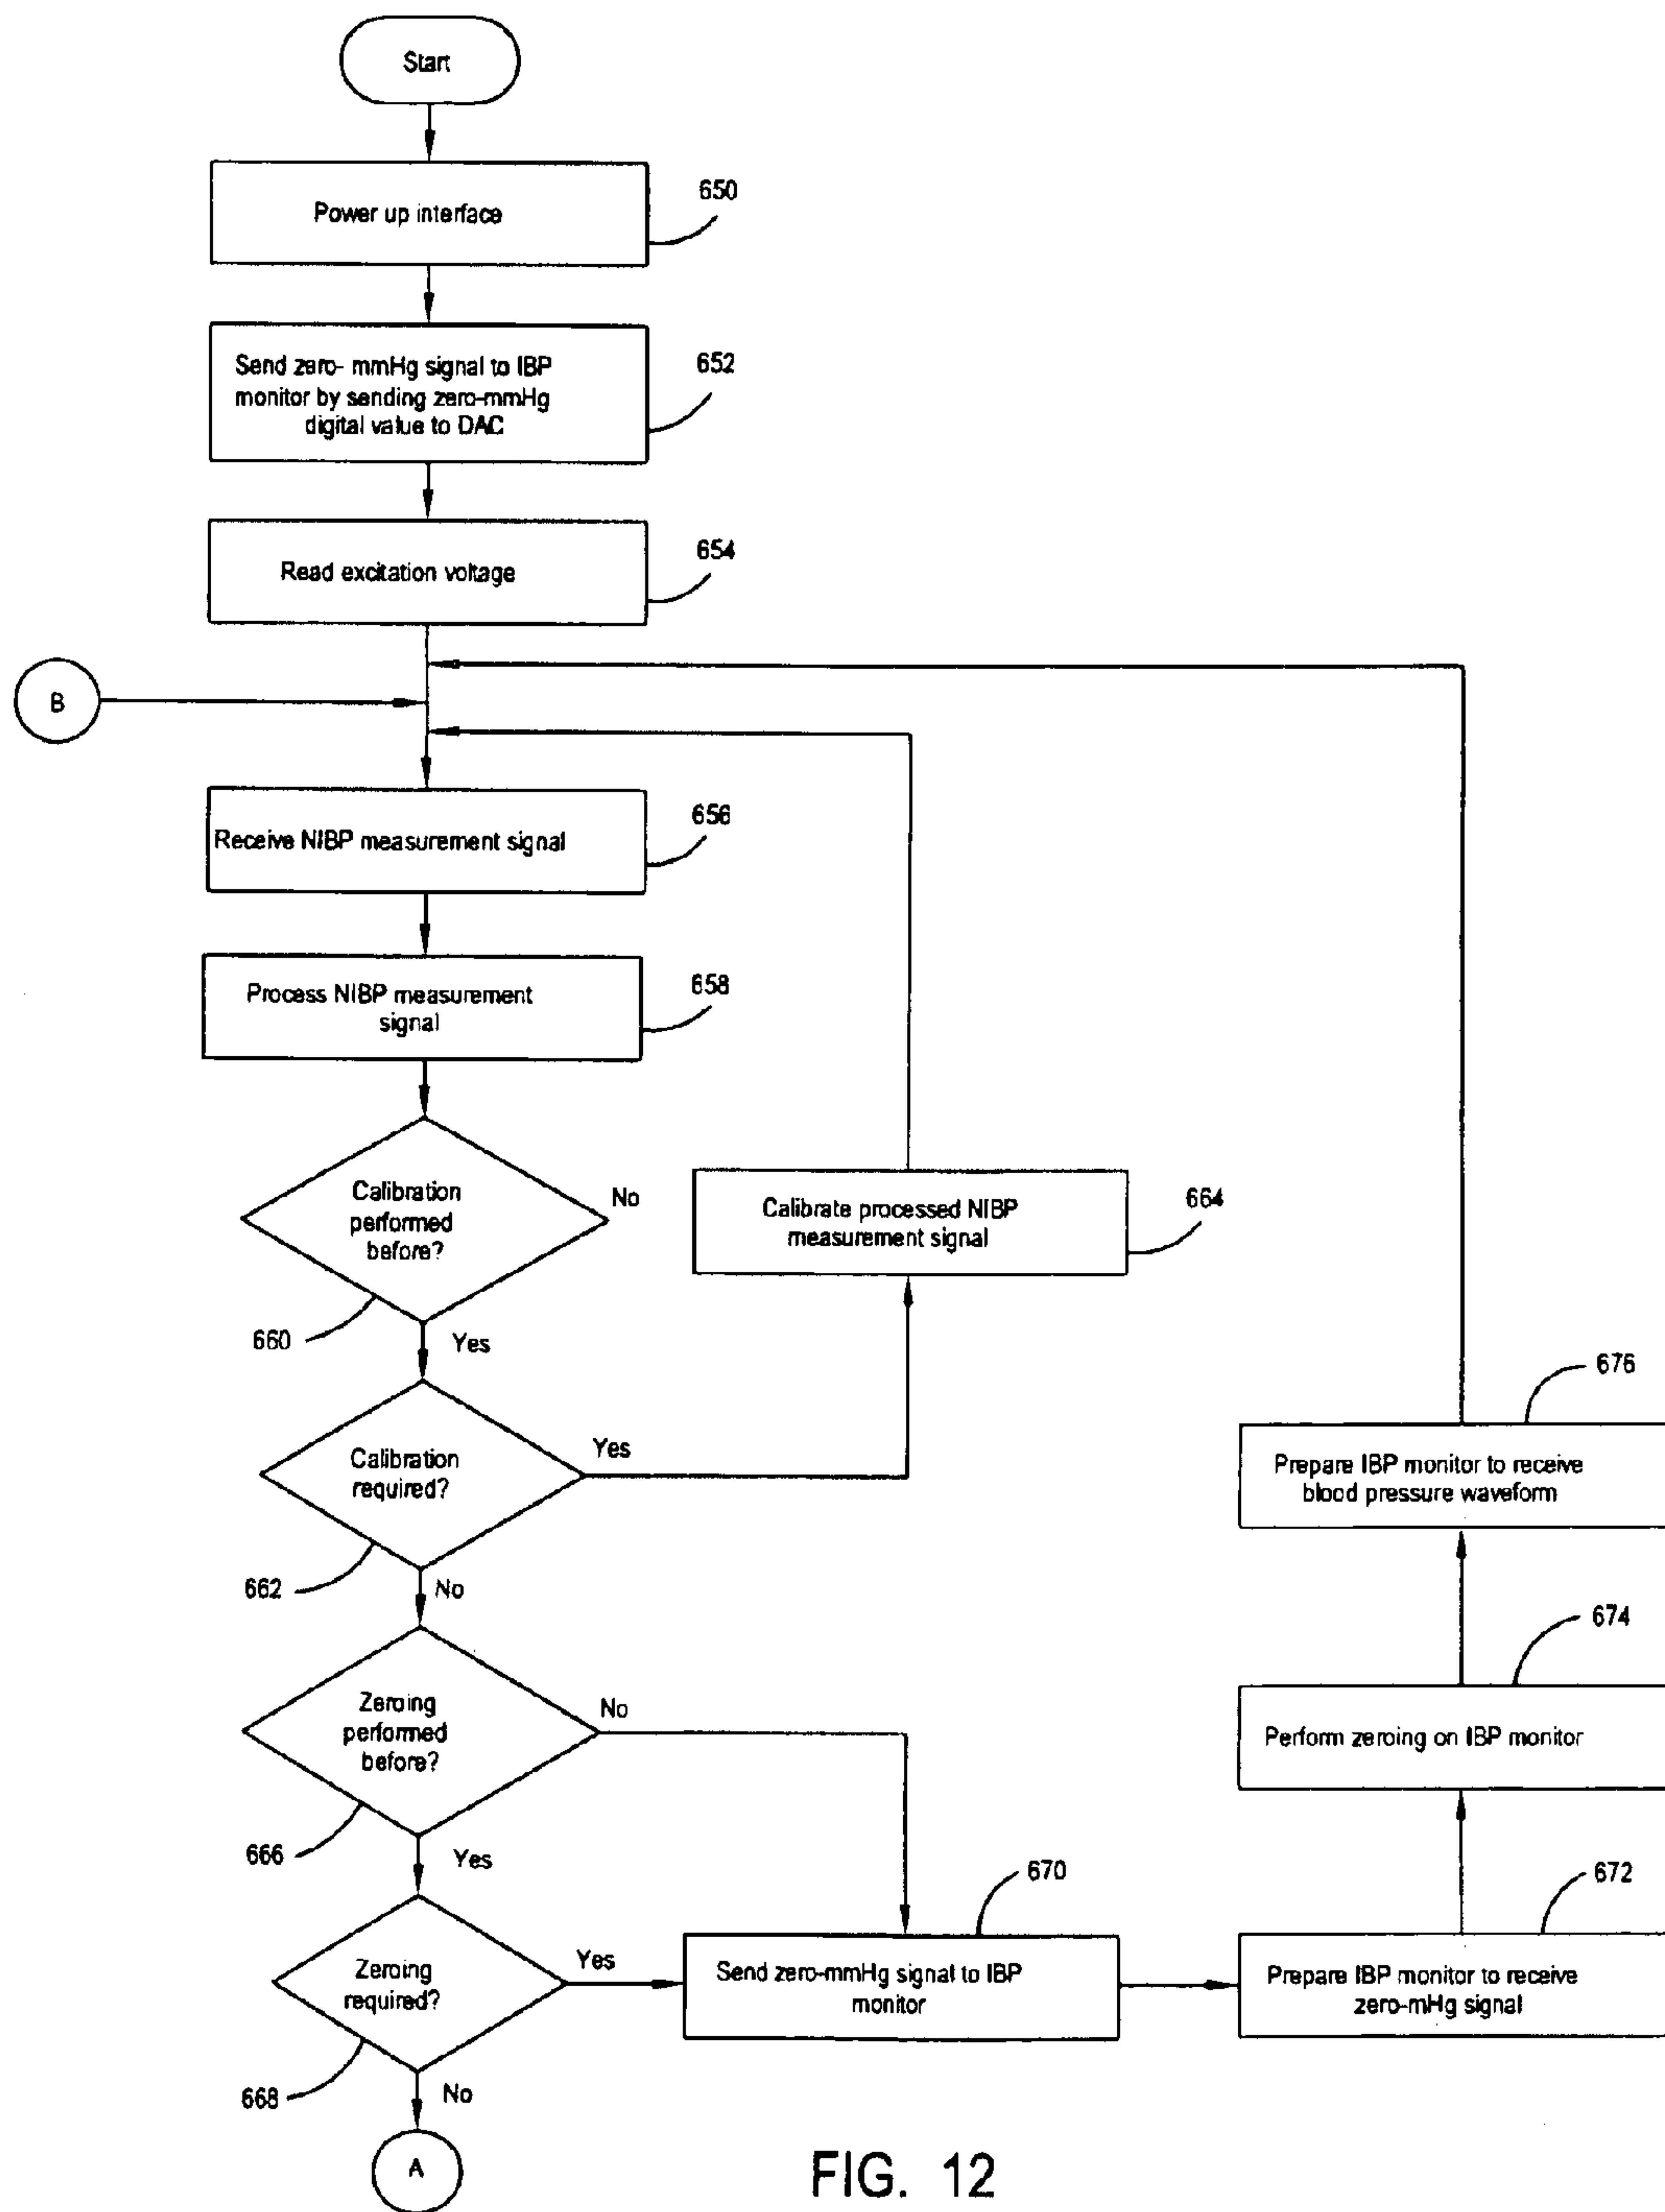 Start
Power up interface
650
Send zero- mmHg signal to IBP
monitor by sending zero-mmHg
digital value to DAC
652
Read excitation voltage
654
B
Receive NIBP measurement signal
656
Process NIBP measurement
signal
658
Calibration
performed
before?
No
660
Yes
Calibrate processed NIBP
measurement signal
664
Calibration
required?
Yes
662
No
Zeroing
performed
before?
No
666
Yes
Zeroing
required?
Yes
668
No
A
Send zero-mmHg signal to IBP
monitor
670
Prepare IBP monitor to receive
zero-mHg signal
672
Perform zeroing on IBP monitor
674
Prepare IBP monitor to receive
blood pressure waveform
676
FIG. 12